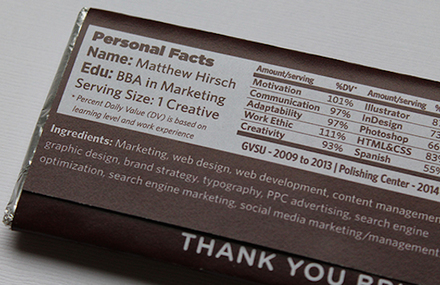 Personal Facts
Name: Matthew Hirsch
Edu: BBA in Marketing
Serving Size: 1 Creative
* Percent Daily Value (DV) is based on
learning level and work experience
Amount/serving %DV* Amount/serving
Motivation 101% Illustrator
Communication 97% InDesign
Adaptability 97% Photoshop
Work Ethic 111% HTML&CSS
Creativity 93% Spanish 55%
GVSU - 2009 to 2013 | Polishing Center - 2014
Ingredients: Marketing, web design, web development, content management,
graphic design, brand strategy, typography, PPC advertising, search engine
optimization, search engine marketing, social media marketing/management
THANK YOU